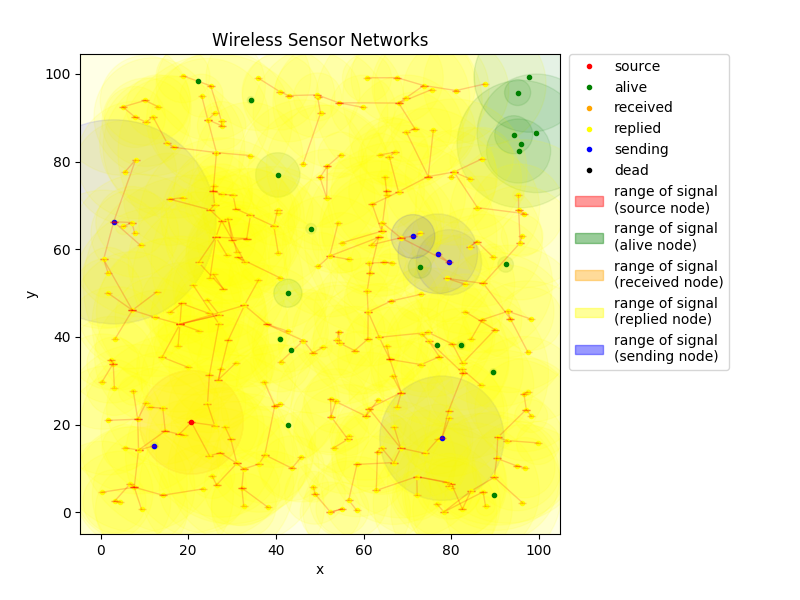 Wireless Sensor Networks
100
80
60
40
20
0
y
0 20 40 60 80 100
x
source
alive
received
replied
sending
dead
range of signal
(source node)
range of signal
(alive node)
range of signal
(received node)
range of signal
(replied node)
range of signal
(sending node)